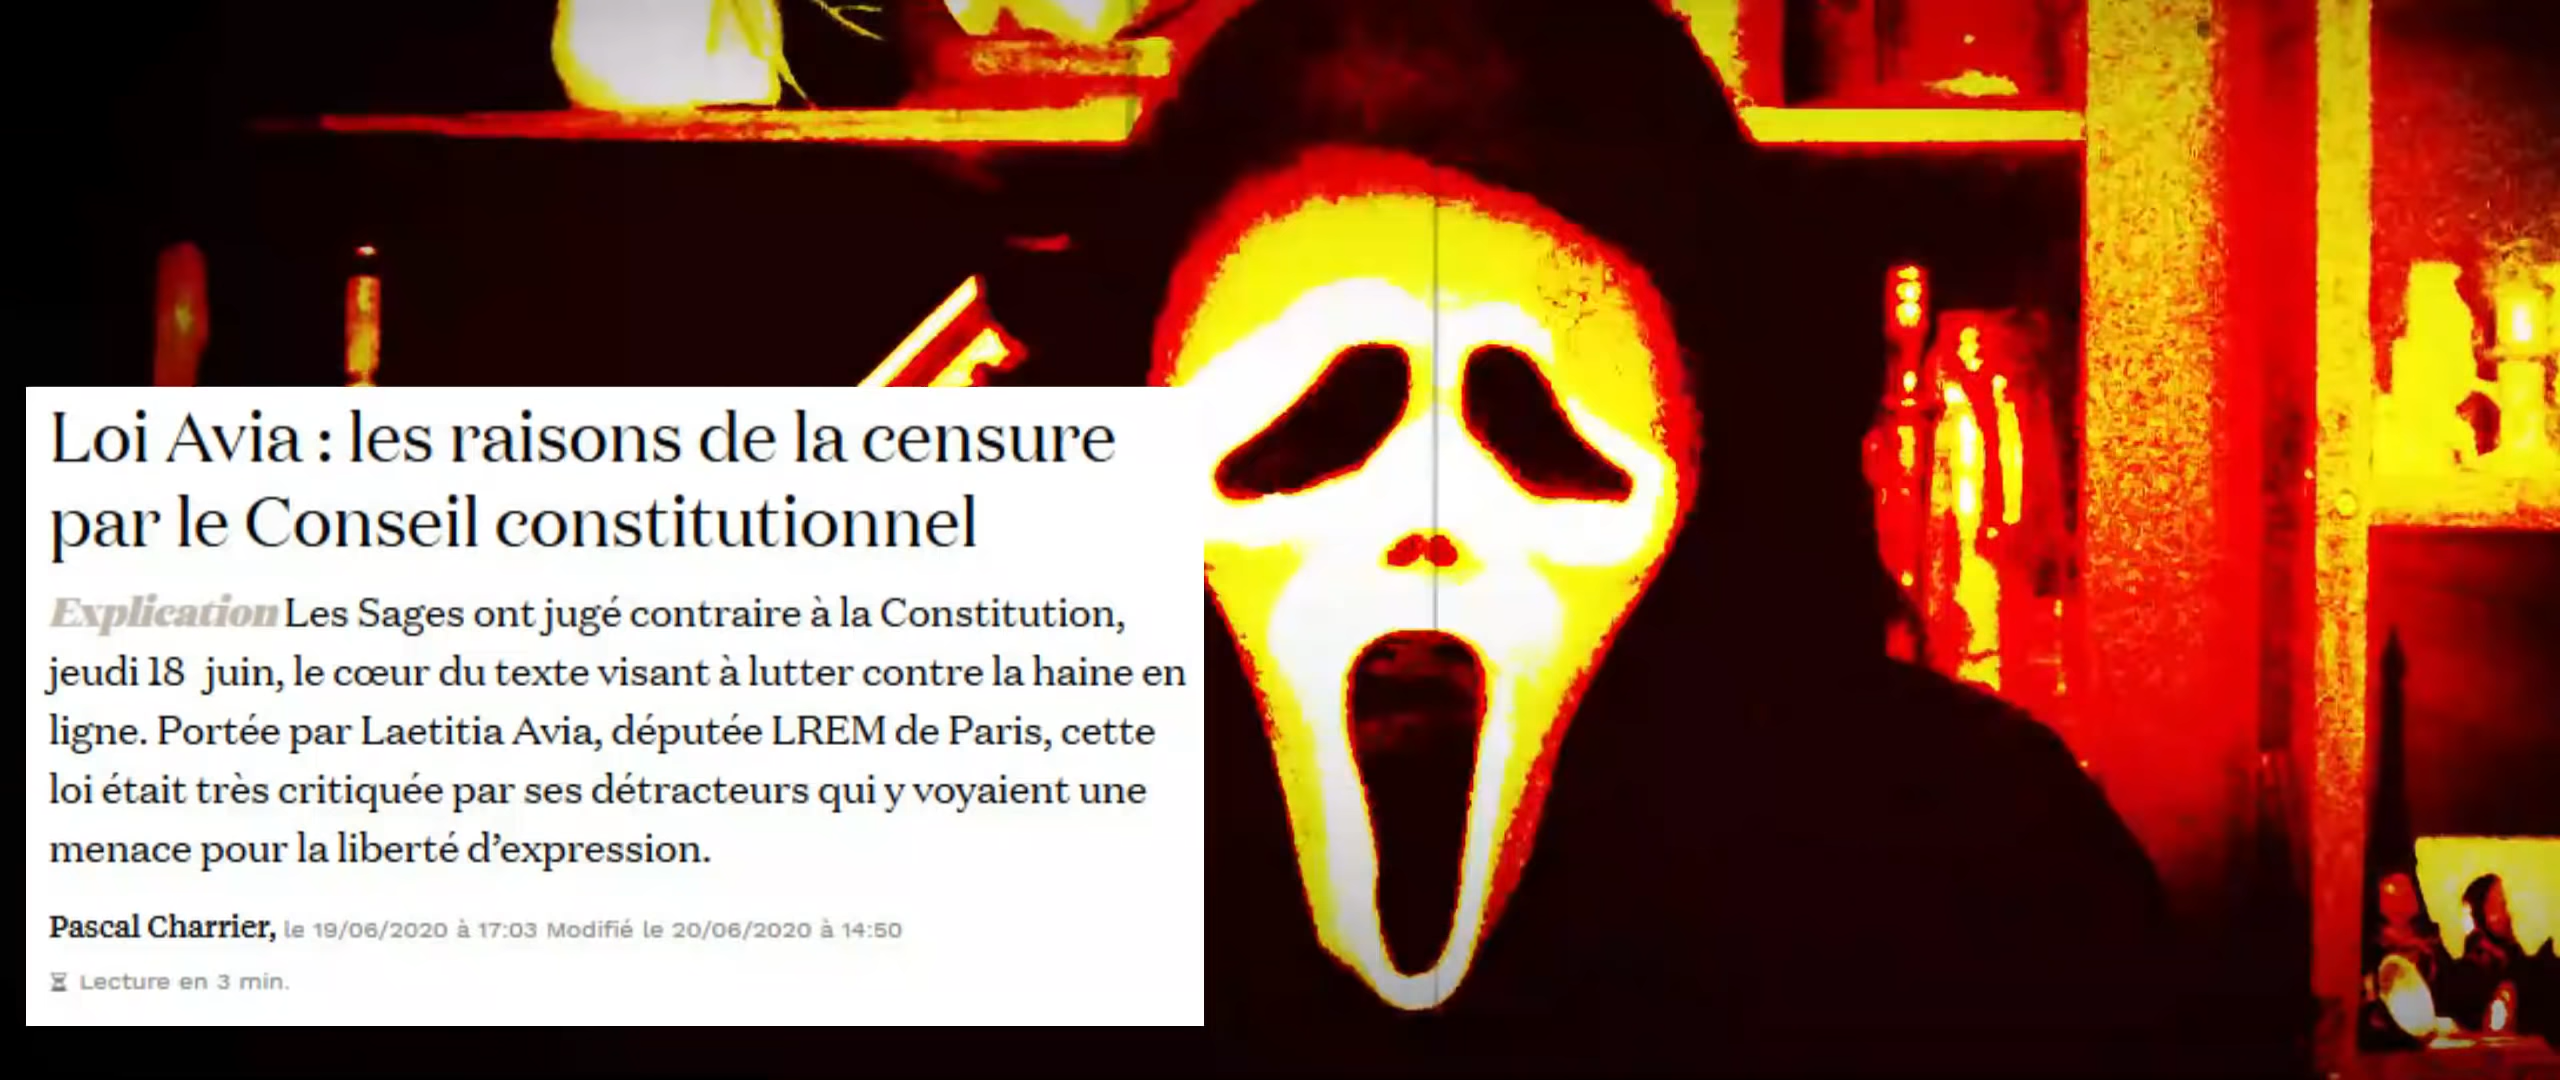 Loi Avia : les raisons de la censure
par le Conseil constitutionnel
Explication Les Sages ont jugé contraire à la Constitution,
jeudi 18 juin, le cœur du texte visant à lutter contre la haine en
ligne. Portée par Laetitia Avia, députée LREM de Paris, cette
loi était très critiquée par ses détracteurs qui y voyaient une
menace pour la liberté d’expression.
Pascal Charrier, le 19/06/2020 à 17:03 Modifié le 20/06/2020 à 14:50
Lecture en 3 min.